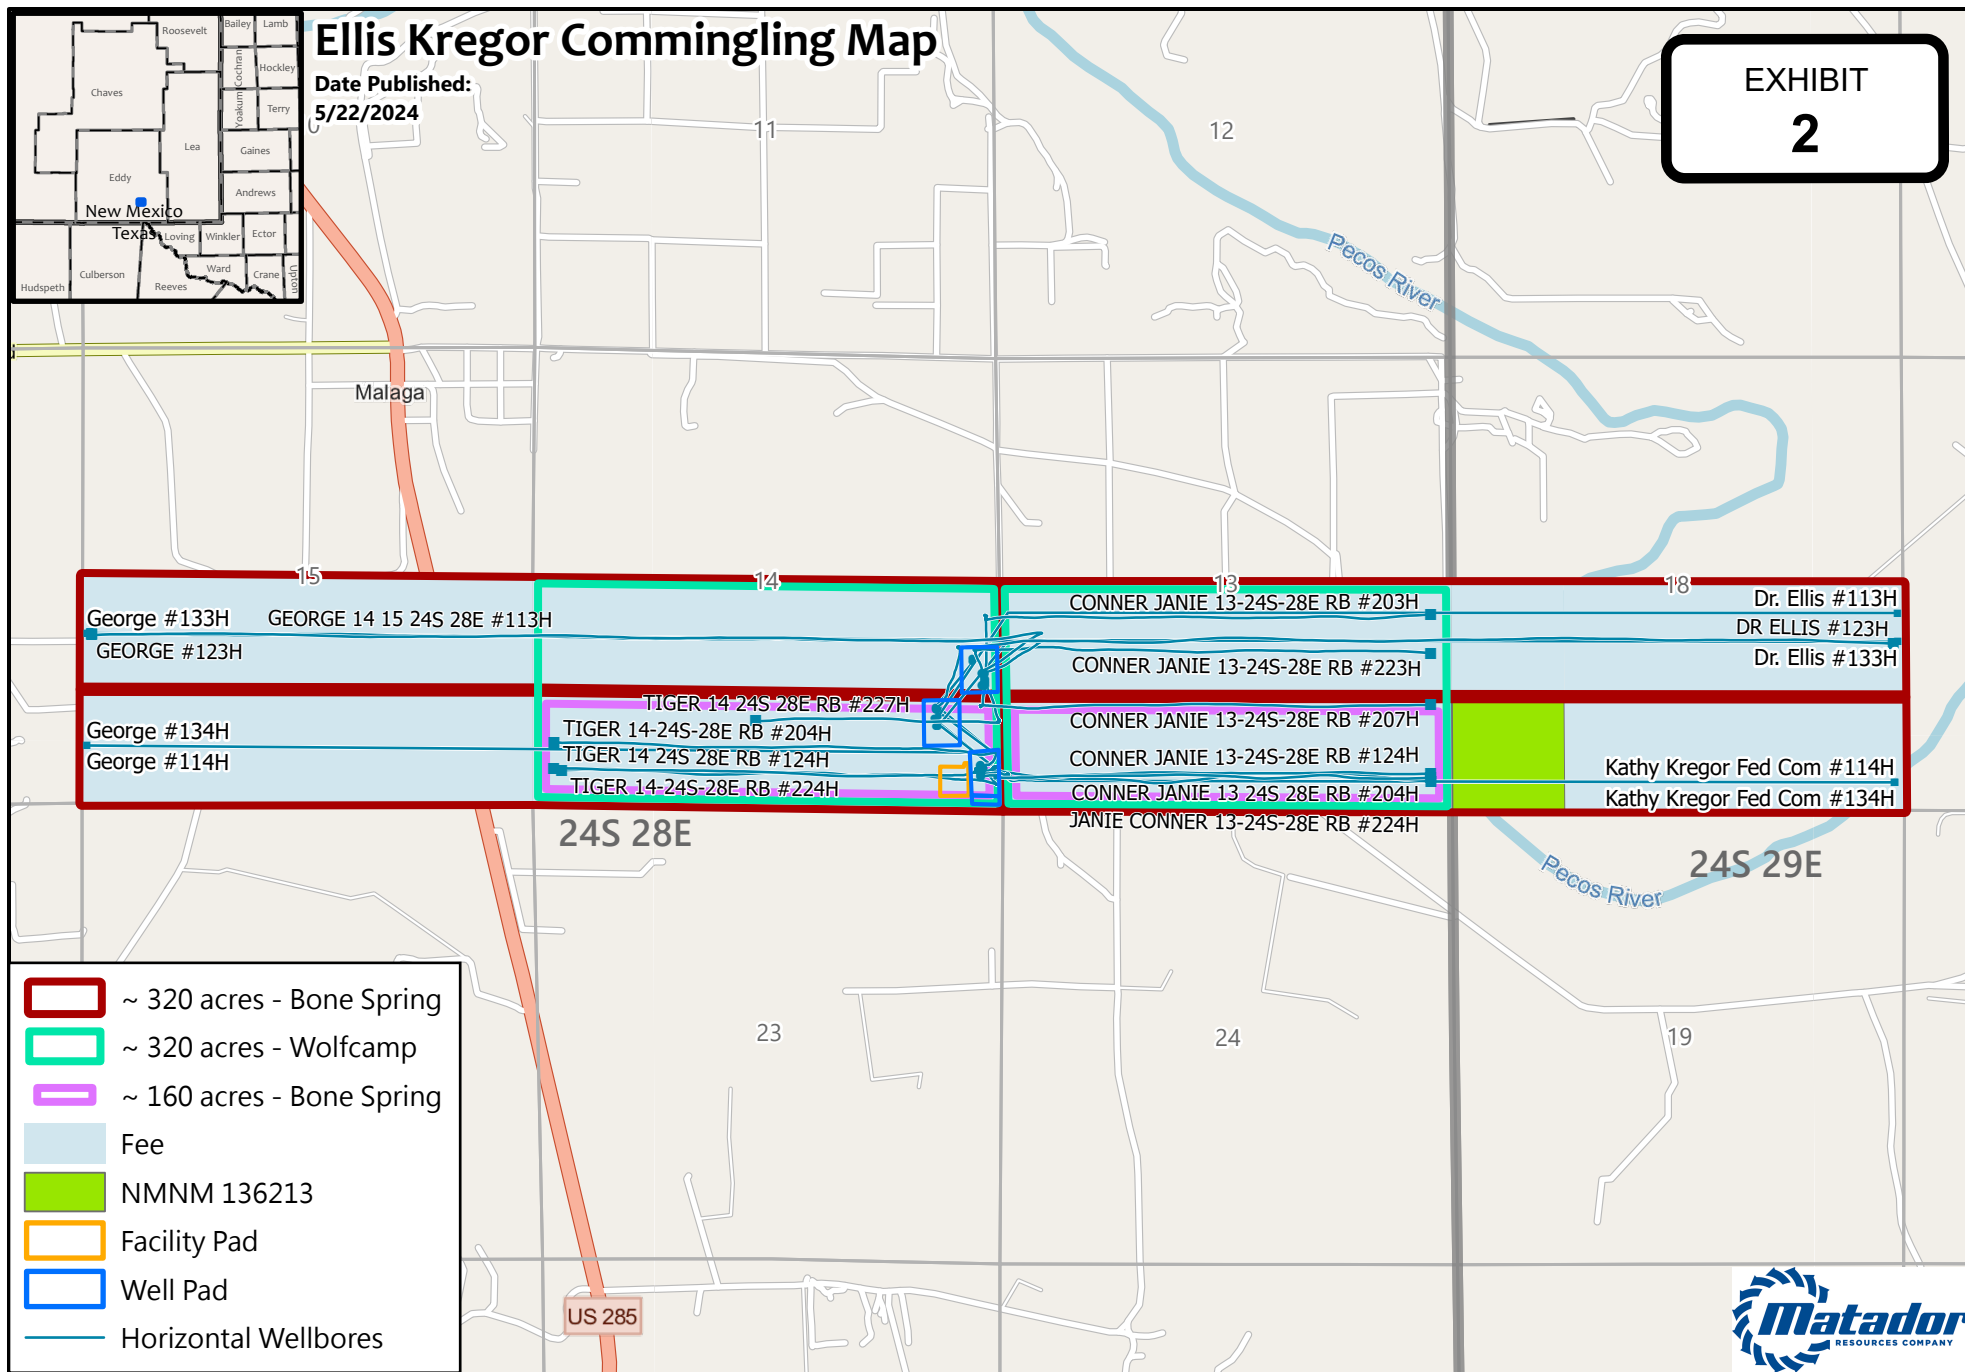 Ellis Kregor Commingling Map
Date Published:
5/22/2024
EXHIBIT
2
Roosevelt
Bailey
Lamb
Chaves
Cochran
Hockley
Yoakum
Terry
Lea
Gaines
Eddy
Andrews
New Mexico
Texas
Loving
Winkler
Ector
Culberson
Ward
Crane
Upton
Hudspeth
Reeves
11
12
Pecos River
Malaga
15
14
13
18
George #133H
GEORGE 14 15 24S 28E #113H
GEORGE #123H
CONNER JANIE 13-24S-28E RB #203H
Dr. Ellis #113H
DR ELLIS #123H
CONNER JANIE 13-24S-28E RB #223H
Dr. Ellis #133H
TIGER 14 24S 28E RB #227H
George #134H
TIGER 14-24S-28E RB #204H
CONNER JANIE 13-24S-28E RB #207H
George #114H
TIGER 14 24S 28E RB #124H
CONNER JANIE 13-24S-28E RB #124H
Kathy Kregor Fed Com #114H
TIGER 14-24S-28E RB #224H
CONNER JANIE 13 24S 28E RB #204H
Kathy Kregor Fed Com #134H
JANIE CONNER 13-24S-28E RB #224H
24S 28E
24S 29E
Pecos River
23
24
19
US 285
~ 320 acres - Bone Spring
~ 320 acres - Wolfcamp
~ 160 acres - Bone Spring
Fee
NMNM 136213
Facility Pad
Well Pad
Horizontal Wellbores
Matador
RESOURCES COMPANY